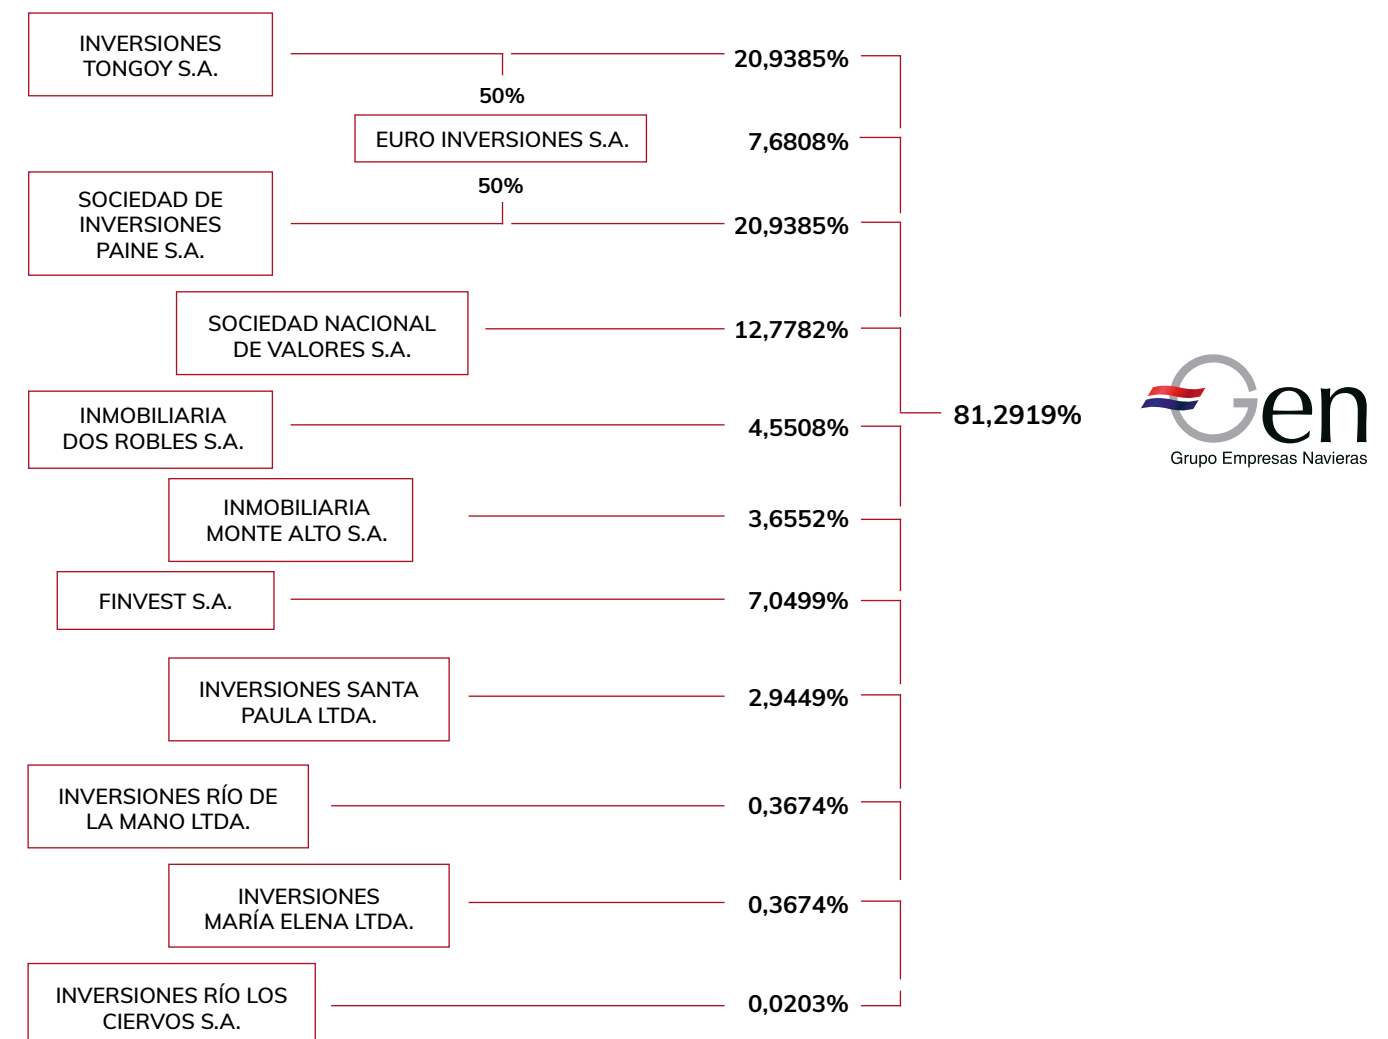 INVERSIONES
TONGOY S.A.
20,9385%
50%
EURO INVERSIONES S.A.
7,6808%
50%
SOCIEDAD DE
INVERSIONES
PAINE S.A.
20,9385%
SOCIEDAD NACIONAL
DE VALORES S.A.
12,7782%
INMOBILIARIA
DOS ROBLES S.A.
4,5508%
81,2919%
Gen
Grupo Empresas Navieras
INMOBILIARIA
MONTE ALTO S.A.
3,6552%
FINVEST S.A.
7,0499%
INVERSIONES SANTA
PAULA LTDA.
2,9449%
INVERSIONES RÍO DE
LA MANO LTDA.
0,3674%
INVERSIONES
MARÍA ELENA LTDA.
0,3674%
INVERSIONES RÍO LOS
CIERVOS S.A.
0,0203%